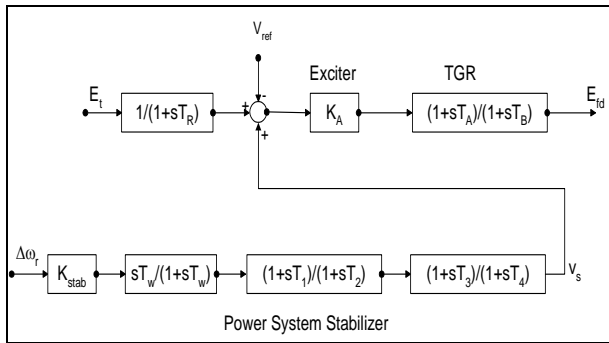 V_ref
Exciter TGR
E_t 1/(1+sT_R) + - + K_A (1+sT_A)/(1+sT_B) E_fd
Δω_r K_stab sT_w/(1+sT_w) (1+sT_1)/(1+sT_2) (1+sT_3)/(1+sT_4) v_s
Power System Stabilizer